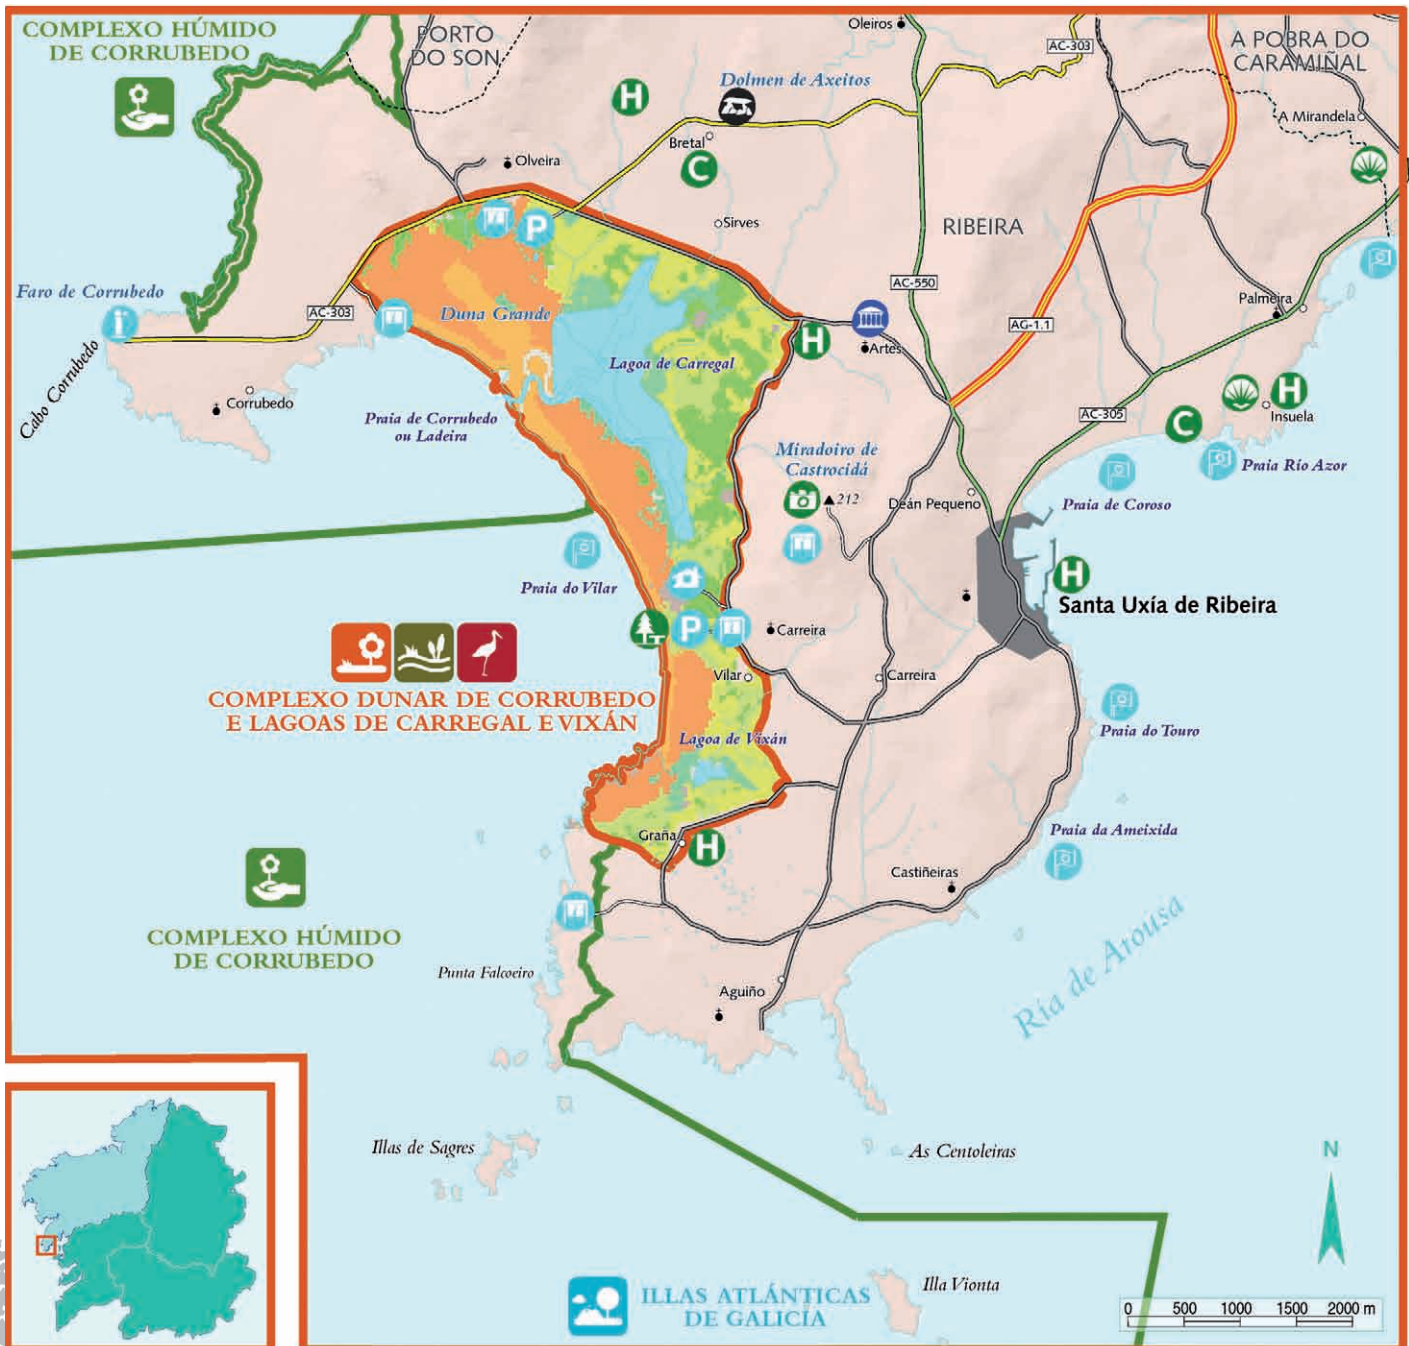 COMPLEXO HÚMIDO
DE CORRUBEDO
PORTO
DO SON
Oleiros
AC-303
A POBRA DO
CARAMIÑAL
Dolmen de Axeitos
H
A Mirandela
Bretal
C
Olveira
Sirves
P
RIBEIRA
Faro de Corrubedo
i
AC-303
Duna Grande
AC-550
Palmeira
AG-1.1
Cabo Corrubedo
Lagoa de Carregal
H
Artes
Corrubedo
Praia de Corrubedo
ou Ladeira
AC-305
H
Insuela
C
Miradoiro de
Castrocidá
212
Praia Río Azor
Deán Pequeno
Praia de Coroso
Praia do Vilar
H
Santa Uxía de Ribeira
P
Carreira
Vilar
Carreira
COMPLEXO DUNAR DE CORRUBEDO
E LAGOAS DE CARREGAL E VIXÁN
Lagoa de Vixán
Praia do Touro
Graña
H
Praia da Ameixida
Castiñeiras
COMPLEXO HÚMIDO
DE CORRUBEDO
Punta Falcoeiro
Aguiño
Ría de Arousa
Illas de Sagres
As Centoleiras
N
ILLAS ATLÁNTICAS
DE GALICIA
Illa Vionta
0 500 1000 1500 2000 m